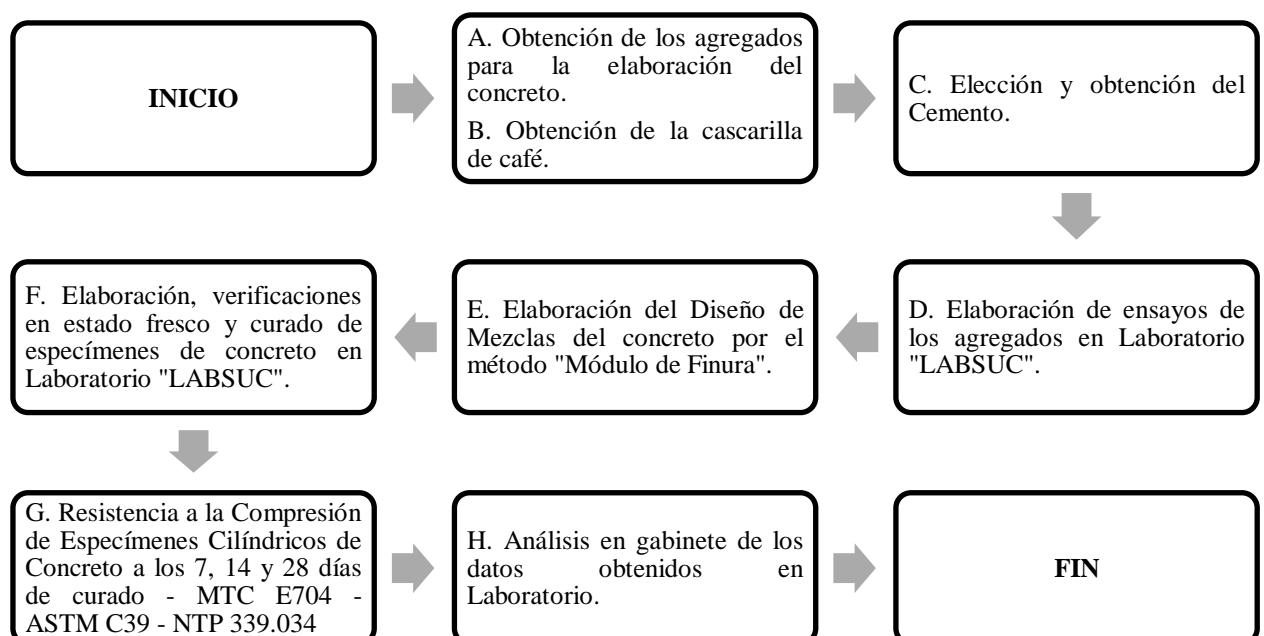 INICIO
A. Obtención de los agregados
para la elaboración del
concreto.
B. Obtención de la cascarilla
de café.
C. Elección y obtención del
Cemento.
D. Elaboración de ensayos de
los agregados en Laboratorio
"LABSUC".
E. Elaboración del Diseño de
Mezclas del concreto por el
método "Módulo de Finura".
F. Elaboración, verificaciones
en estado fresco y curado de
especímenes de concreto en
Laboratorio "LABSUC".
G. Resistencia a la Compresión
de Especímenes Cilíndricos de
Concreto a los 7, 14 y 28 días
de curado - MTC E704 -
ASTM C39 - NTP 339.034
H. Análisis en gabinete de los
datos obtenidos en
Laboratorio.
FIN